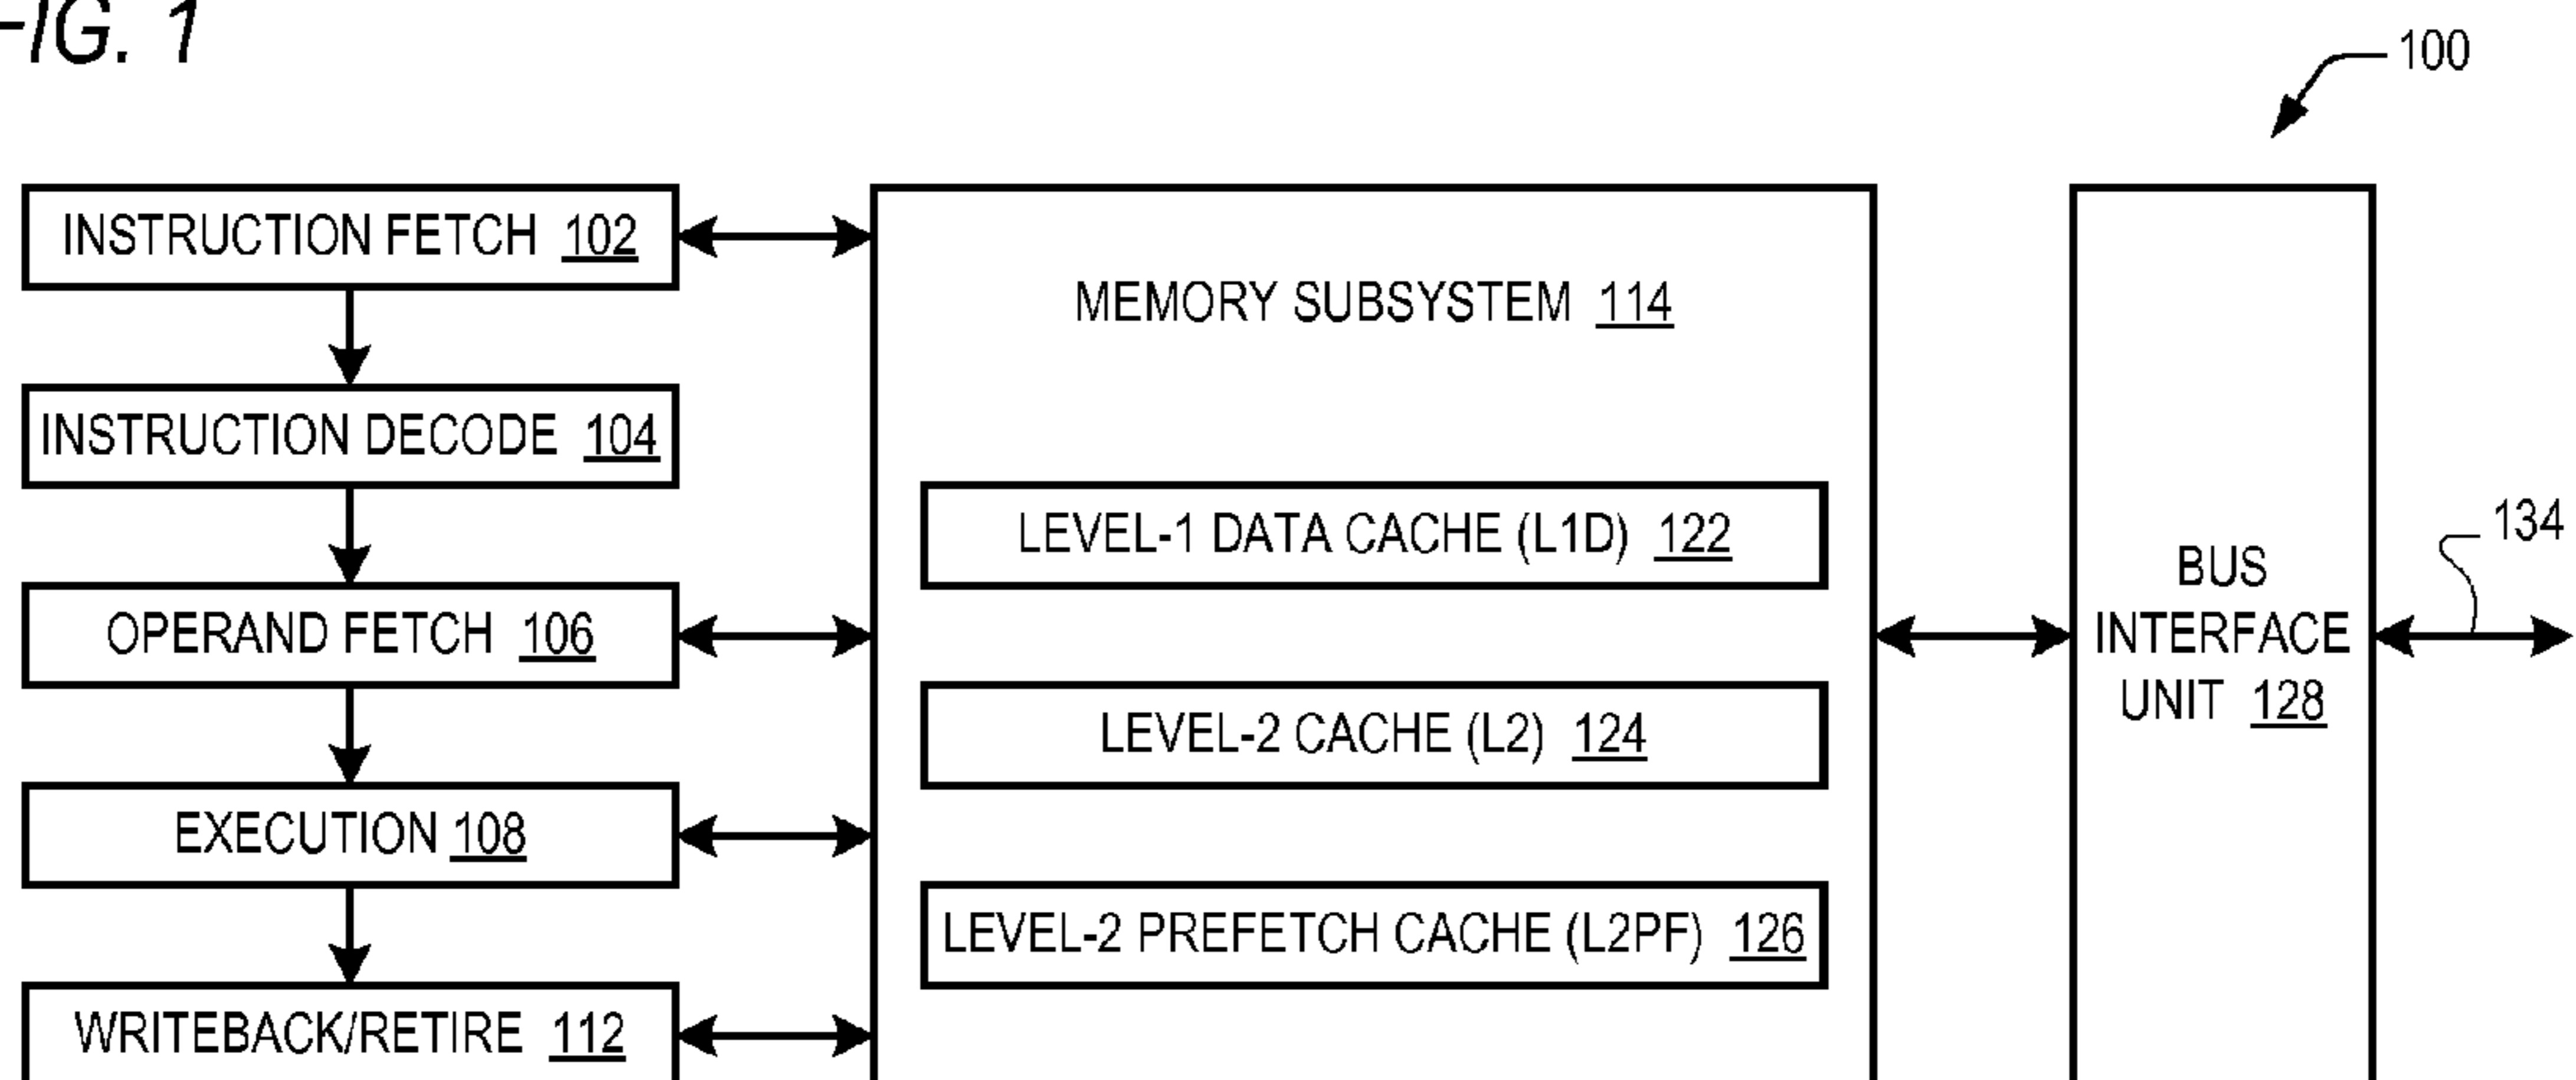 FIG. 1
100
INSTRUCTION FETCH 102
MEMORY SUBSYSTEM 114
INSTRUCTION DECODE 104
LEVEL-1 DATA CACHE (L1D) 122
134
OPERAND FETCH 106
BUS
INTERFACE
UNIT 128
LEVEL-2 CACHE (L2) 124
EXECUTION 108
LEVEL-2 PREFETCH CACHE (L2PF) 126
WRITEBACK/RETIRE 112